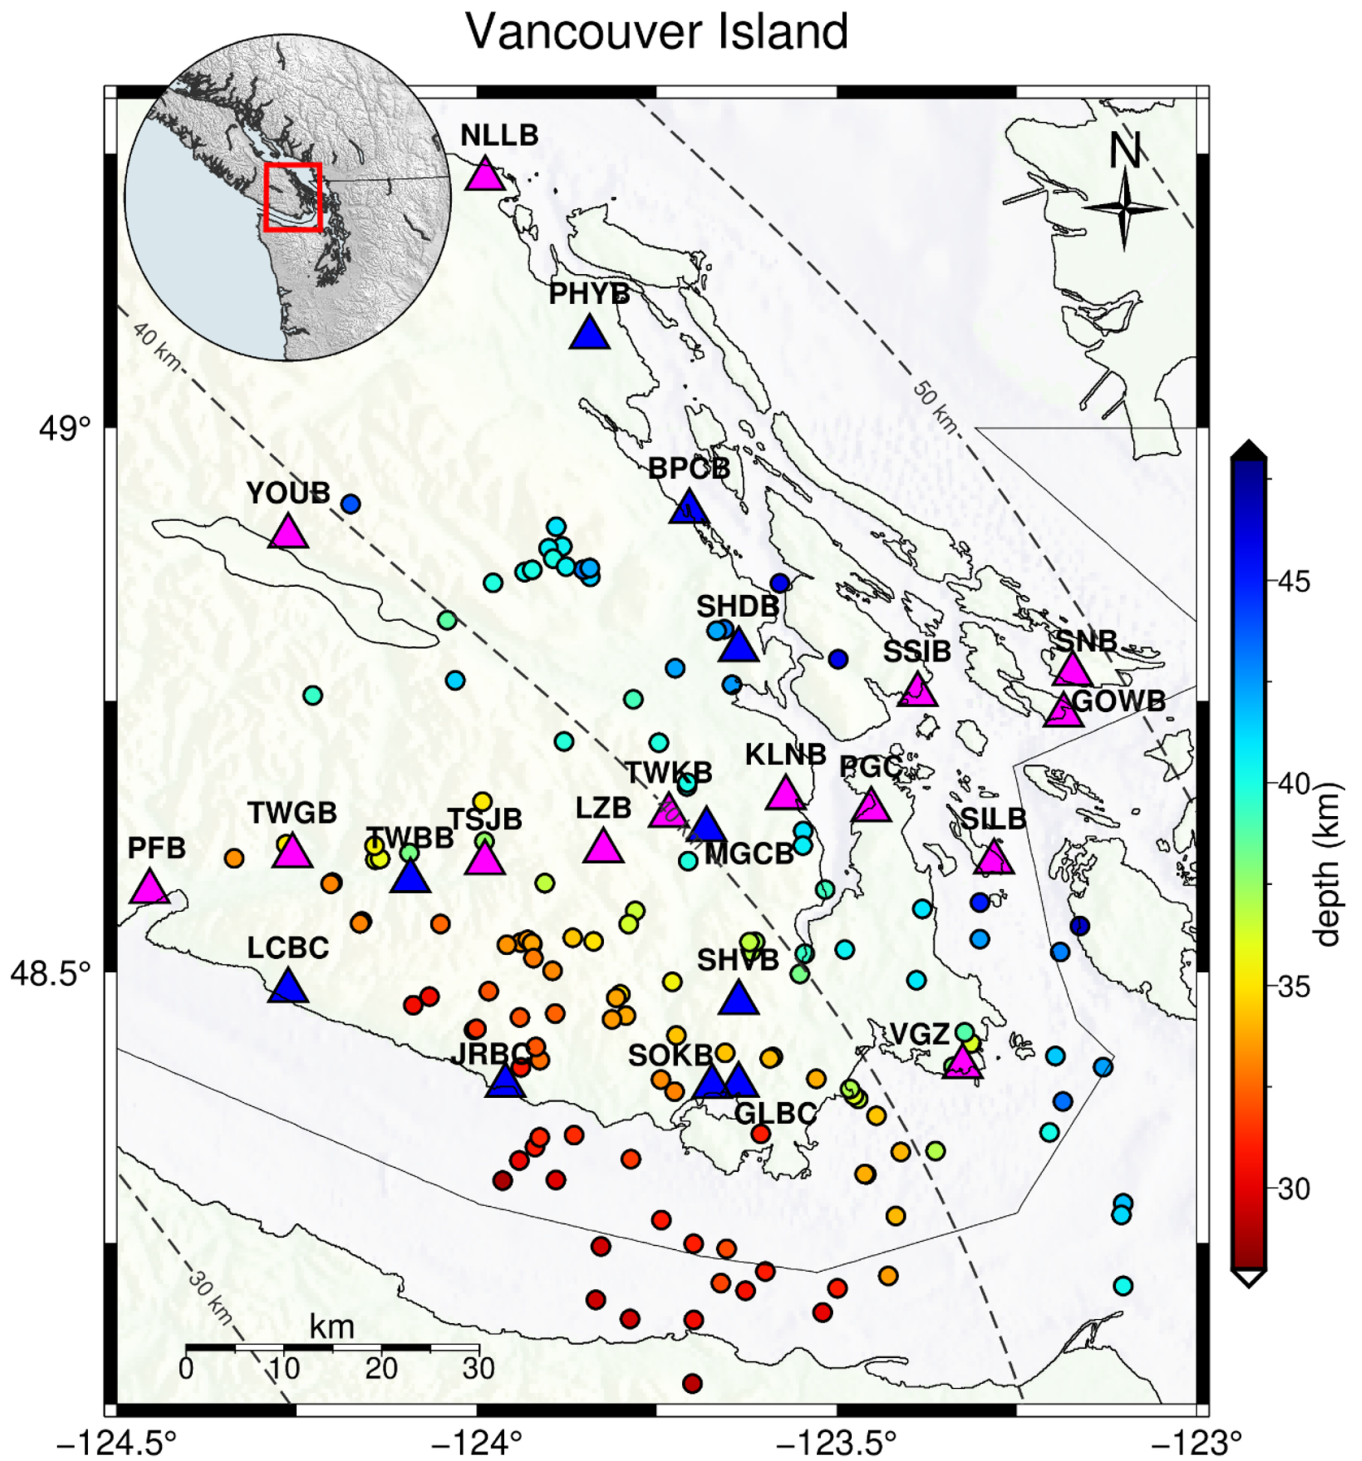 Vancouver Island
NLLB
N
PHYB
40 km
50 km
49°
BPCB
YOUB
45
SHDB
SNB
SSIB
GOWB
KLNB
PGC
TWKB
40
LZB
TWGB
TSJB
SILB
TWBB
PFB
MGCB
depth (km)
LCBC
SHVB
48.5°
35
VGZ
JRBC
SOKB
GLBC
30
30 km
km
0 10 20 30
−124.5° −124° −123.5° −123°